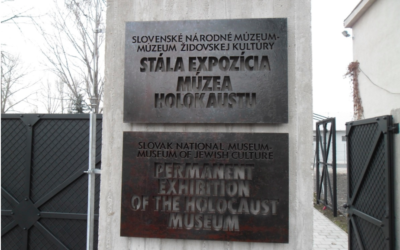 SLOVENSKÉ NÁRODNÉ MÚZEUM-
MÚZEUM ŽIDOVSKEJ KULTÚRY
STÁLA EXPOZÍCIA
MÚZEA
HOLOKAUSTU
SLOVAK NATIONAL MUSEUM-
MUSEUM OF JEWISH CULTURE
PERMANENT
EXHIBITION
OF THE HOLOCAUST
MUSEUM